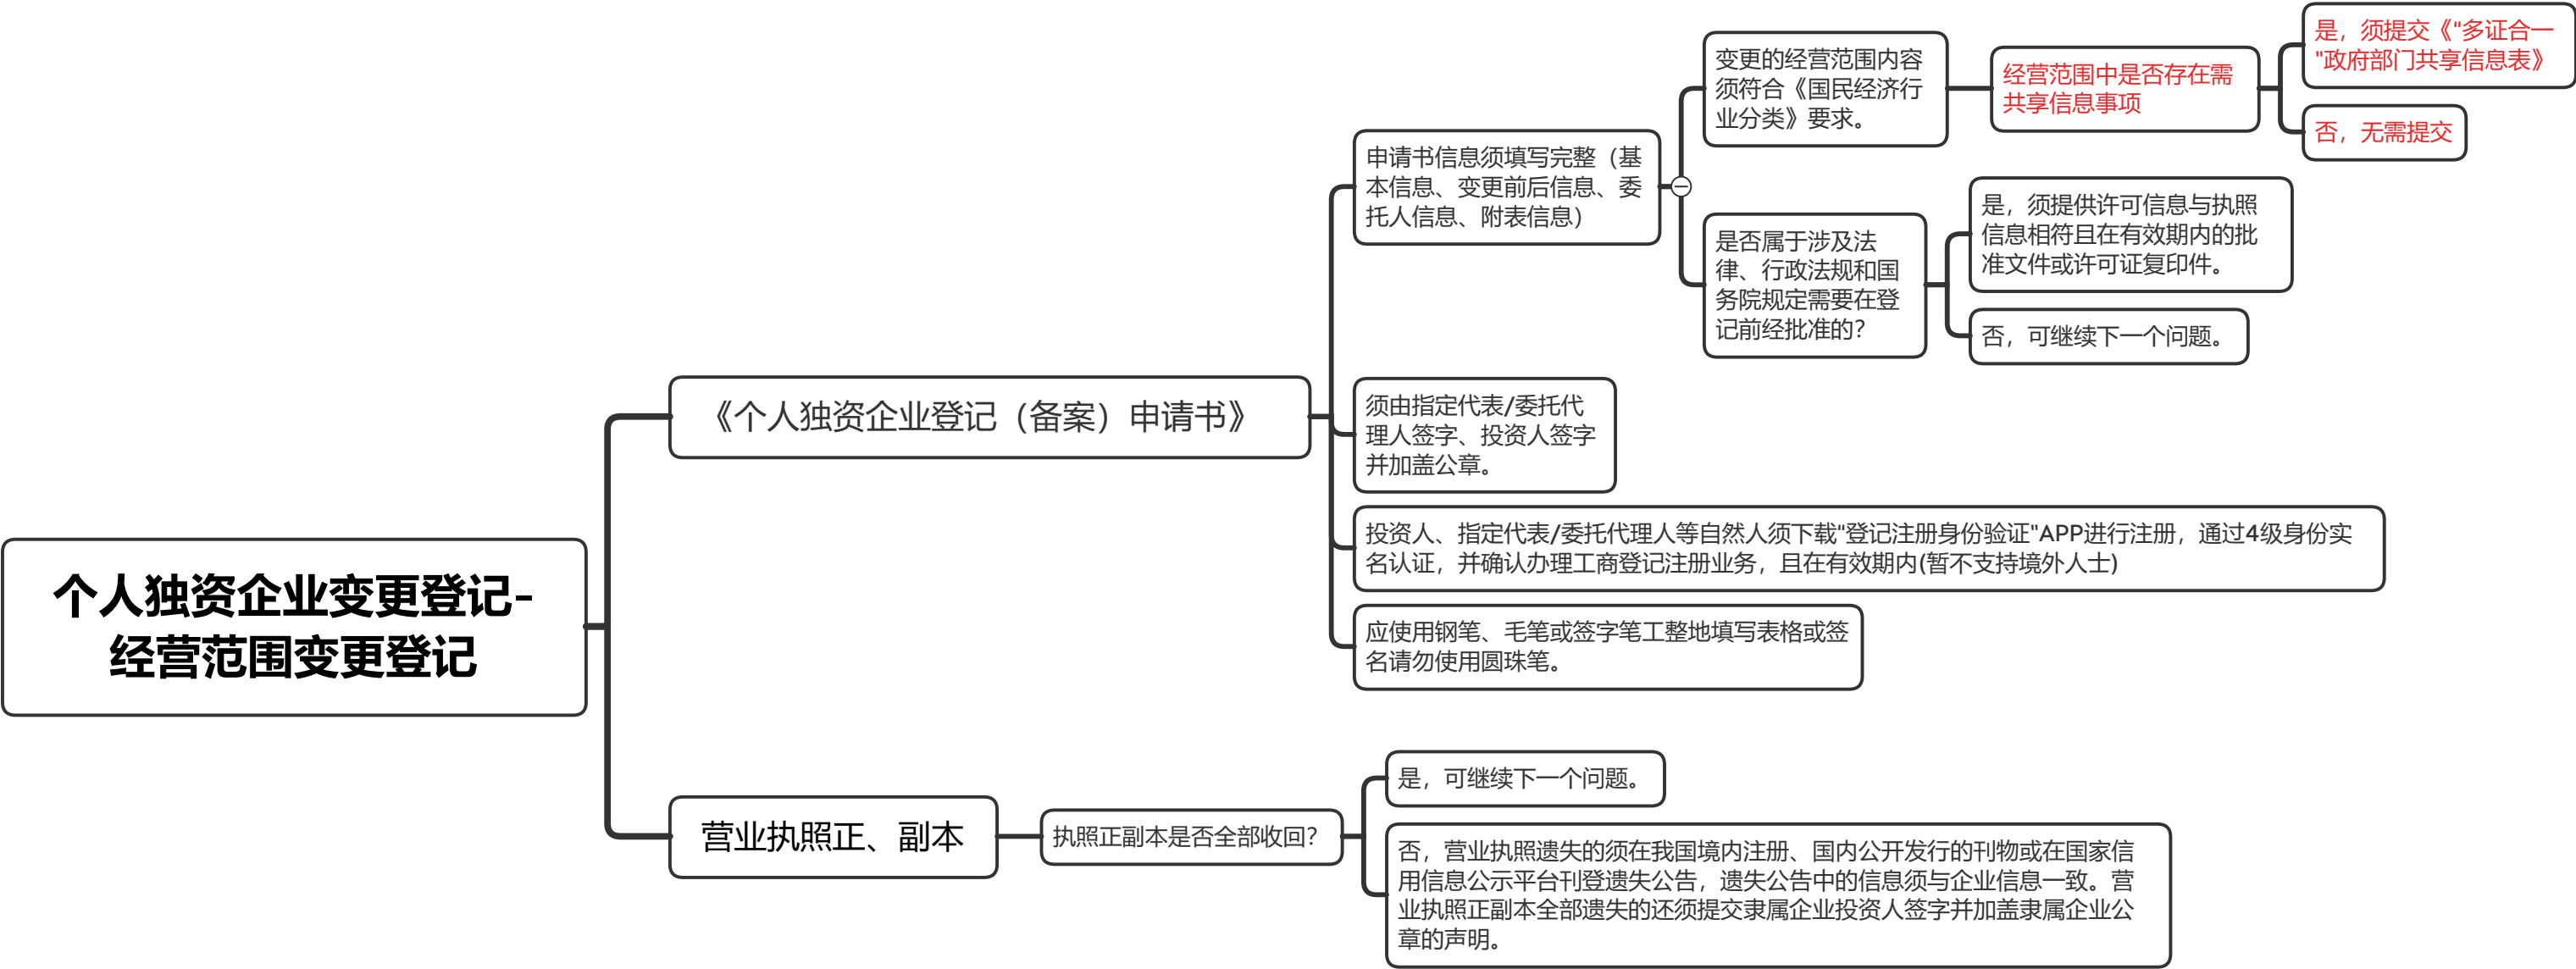 个人独资企业变更登记-
经营范围变更登记
《个人独资企业登记（备案）申请书》
申请书信息须填写完整（基
本信息、变更前后信息、委
托人信息、附表信息）
变更的经营范围内容
须符合《国民经济行
业分类》要求。
经营范围中是否存在需
共享信息事项
是，须提交《"多证合一
"政府部门共享信息表》
否，无需提交
是否属于涉及法
律、行政法规和国
务院规定需要在登
记前经批准的？
是，须提供许可信息与执照
信息相符且在有效期内的批
准文件或许可证复印件。
否，可继续下一个问题。
须由指定代表/委托代
理人签字、投资人签字
并加盖公章。
投资人、指定代表/委托代理人等自然人须下载"登记注册身份验证"APP进行注册，通过4级身份实
名认证，并确认办理工商登记注册业务，且在有效期内(暂不支持境外人士)
应使用钢笔、毛笔或签字笔工整地填写表格或签
名请勿使用圆珠笔。
营业执照正、副本
执照正副本是否全部收回？
是，可继续下一个问题。
否，营业执照遗失的须在我国境内注册、国内公开发行的刊物或在国家信
用信息公示平台刊登遗失公告，遗失公告中的信息须与企业信息一致。营
业执照正副本全部遗失的还须提交隶属企业投资人签字并加盖隶属企业公
章的声明。